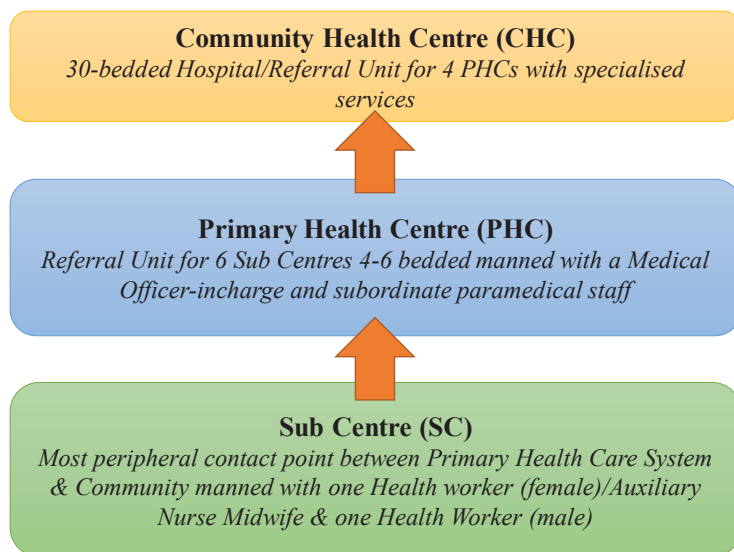 Community Health Centre (CHC)
30-bedded Hospital/Referral Unit for 4 PHCs with specialised
services
Primary Health Centre (PHC)
Referral Unit for 6 Sub Centres 4-6 bedded manned with a Medical
Officer-incharge and subordinate paramedical staff
Sub Centre (SC)
Most peripheral contact point between Primary Health Care System
& Community manned with one Health worker (female)/Auxiliary
Nurse Midwife & one Health Worker (male)